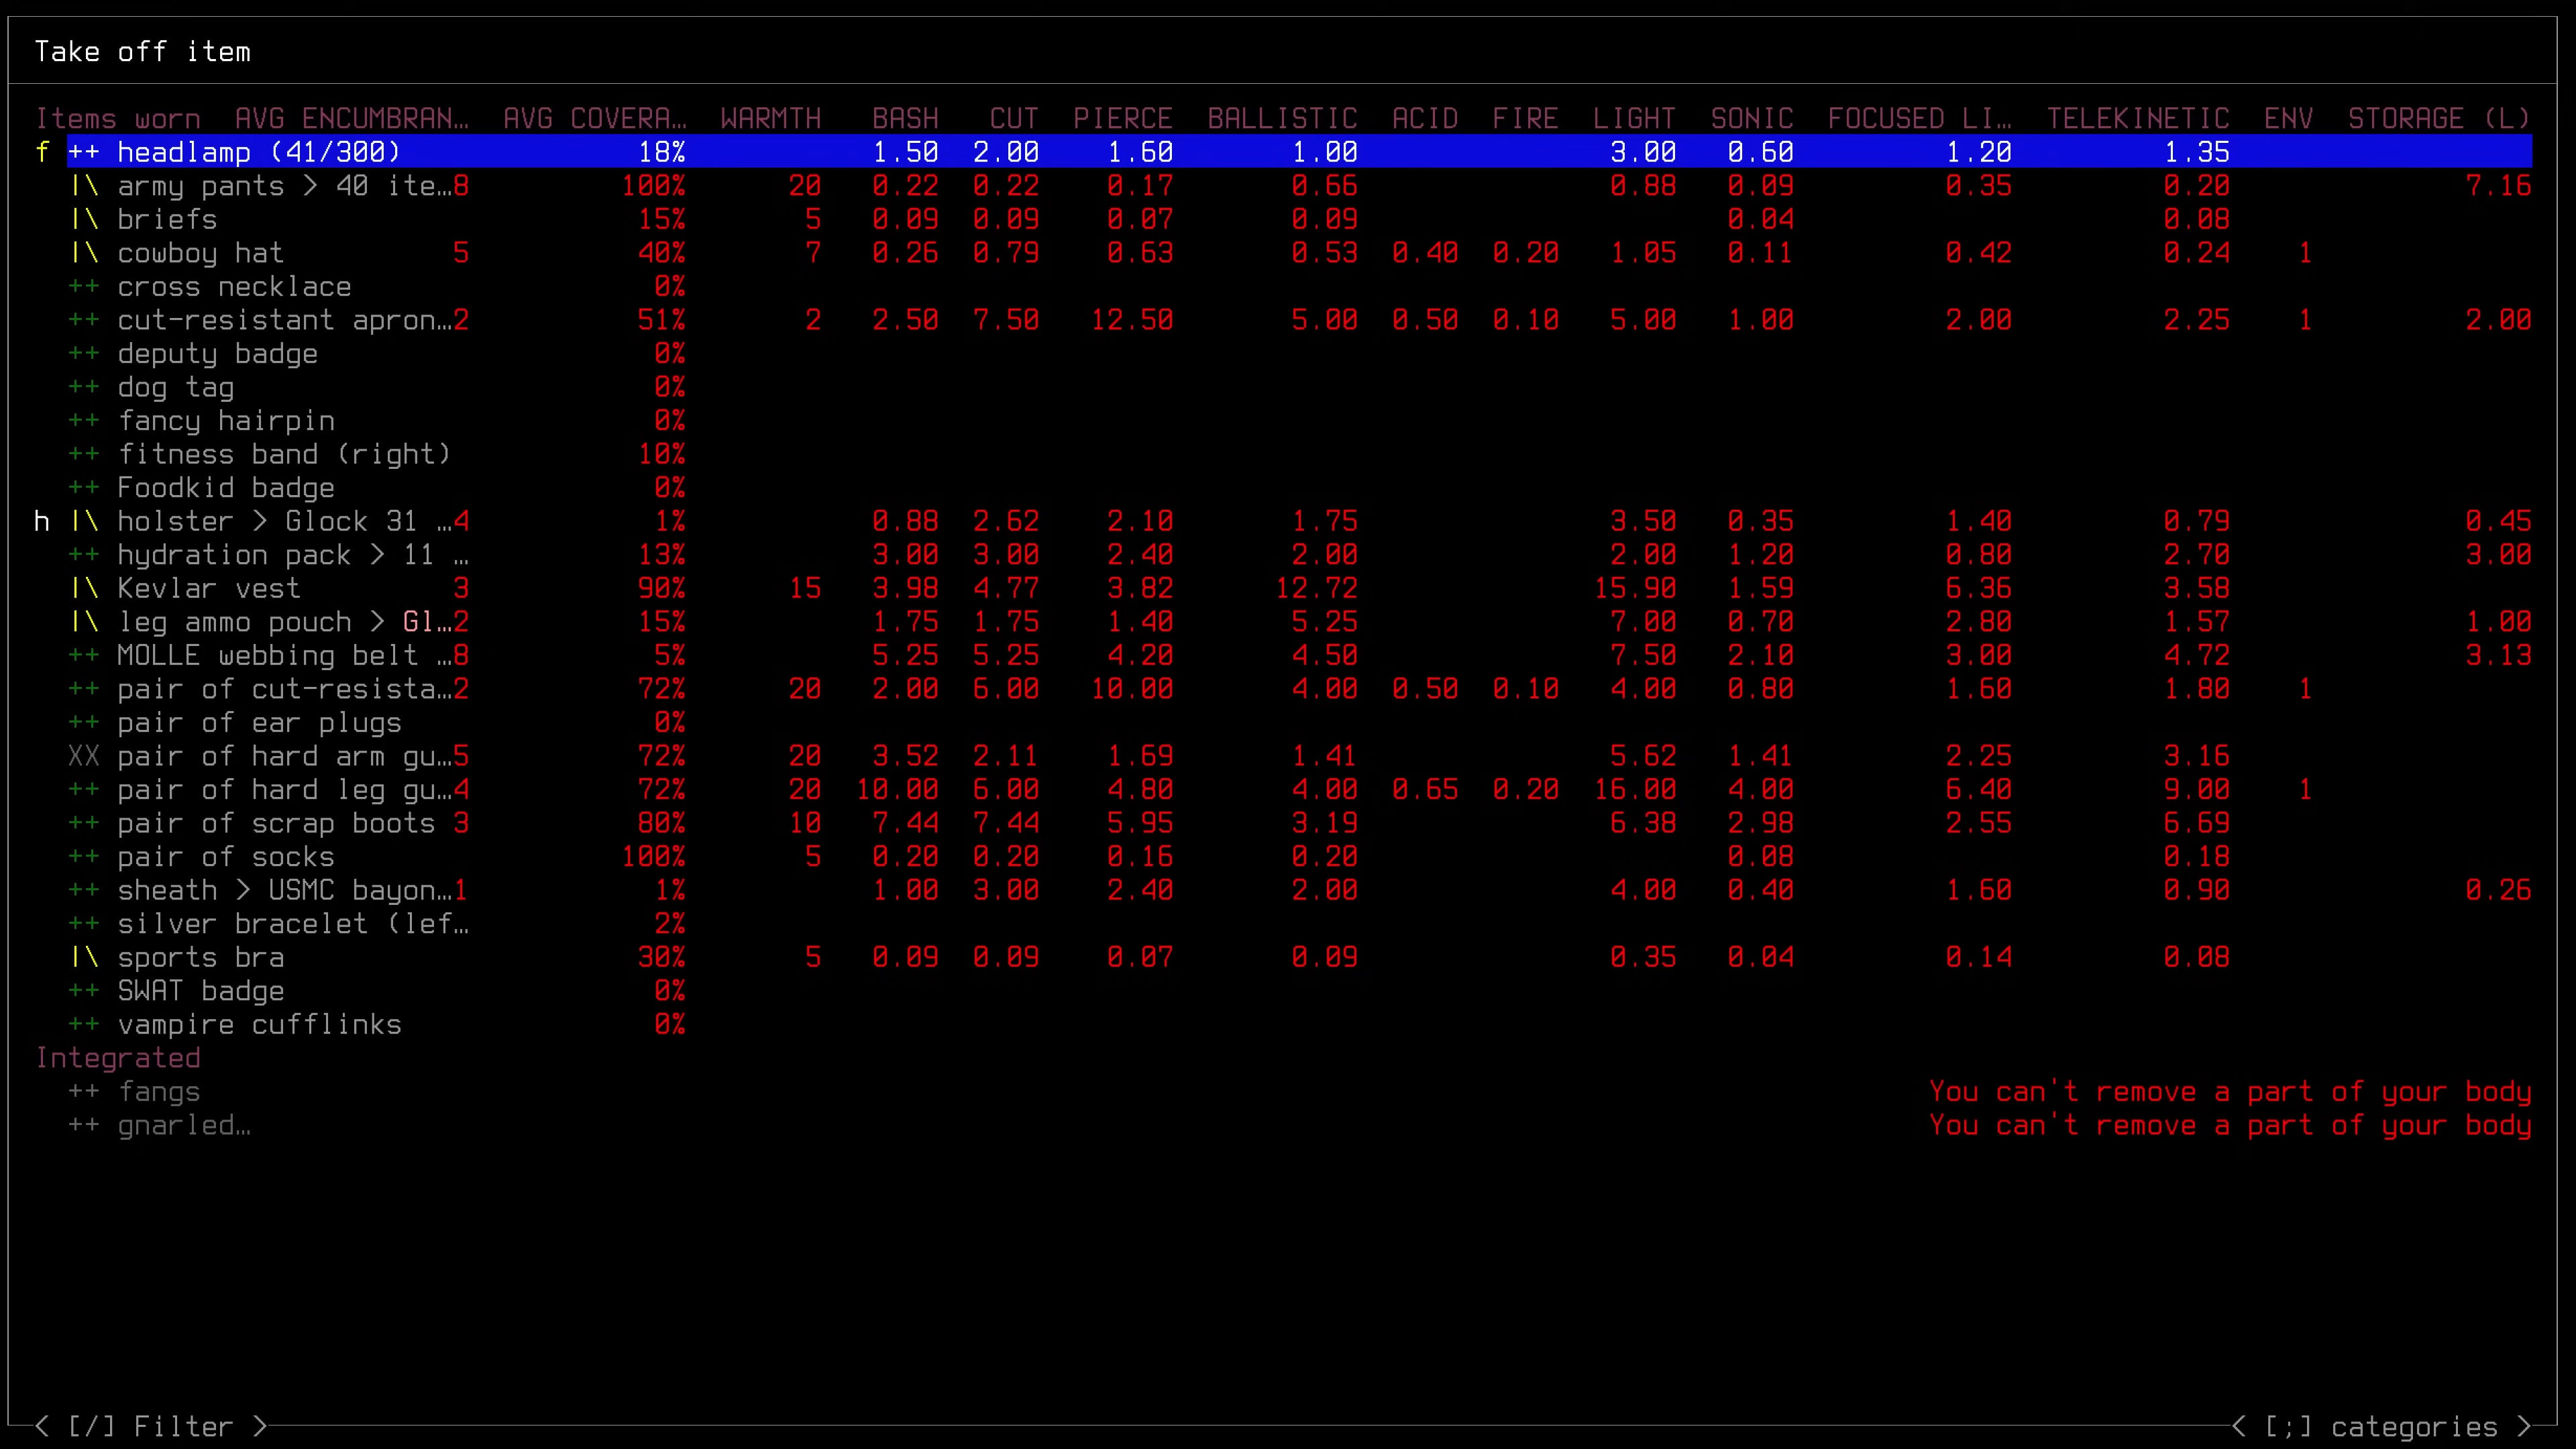 Take off item
Items worn AVG ENCUMBRAN… AVG COVERA… WARMTH BASH CUT PIERCE BALLISTIC ACID FIRE LIGHT SONIC FOCUSED LI… TELEKINETIC ENV STORAGE (L)
f ++ headlamp (41/300) 18% 1.50 2.00 1.60 1.00 3.00 0.60 1.20 1.35
|\ army pants > 40 ite…8 100% 20 0.22 0.22 0.17 0.66 0.88 0.09 0.35 0.20 7.16
|\ briefs 15% 5 0.09 0.09 0.07 0.09 0.04 0.08
|\ cowboy hat 5 40% 7 0.26 0.79 0.63 0.53 0.40 0.20 1.05 0.11 0.42 0.24 1
++ cross necklace 0%
++ cut-resistant apron…2 51% 2 2.50 7.50 12.50 5.00 0.50 0.10 5.00 1.00 2.00 2.25 1 2.00
++ deputy badge 0%
++ dog tag 0%
++ fancy hairpin 0%
++ fitness band (right) 10%
++ Foodkid badge 0%
h |\ holster > Glock 31 …4 1% 0.88 2.62 2.10 1.75 3.50 0.35 1.40 0.79 0.45
++ hydration pack > 11 … 13% 3.00 3.00 2.40 2.00 2.00 1.20 0.80 2.70 3.00
|\ Kevlar vest 3 90% 15 3.98 4.77 3.82 12.72 15.90 1.59 6.36 3.58
|\ leg ammo pouch > Gl…2 15% 1.75 1.75 1.40 5.25 7.00 0.70 2.80 1.57 1.00
++ MOLLE webbing belt …8 5% 5.25 5.25 4.20 4.50 7.50 2.10 3.00 4.72 3.13
++ pair of cut-resista…2 72% 20 2.00 6.00 10.00 4.00 0.50 0.10 4.00 0.80 1.60 1.80 1
++ pair of ear plugs 0%
XX pair of hard arm gu…5 72% 20 3.52 2.11 1.69 1.41 5.62 1.41 2.25 3.16
++ pair of hard leg gu…4 72% 20 10.00 6.00 4.80 4.00 0.65 0.20 16.00 4.00 6.40 9.00 1
++ pair of scrap boots 3 80% 10 7.44 7.44 5.95 3.19 6.38 2.98 2.55 6.69
++ pair of socks 100% 5 0.20 0.20 0.16 0.20 0.08 0.18
++ sheath > USMC bayon…1 1% 1.00 3.00 2.40 2.00 4.00 0.40 1.60 0.90 0.26
++ silver bracelet (lef… 2%
|\ sports bra 30% 5 0.09 0.09 0.07 0.09 0.35 0.04 0.14 0.08
++ SWAT badge 0%
++ vampire cufflinks 0%
Integrated
++ fangs You can't remove a part of your body
++ gnarled… You can't remove a part of your body
< [/] Filter > < [;] categories >